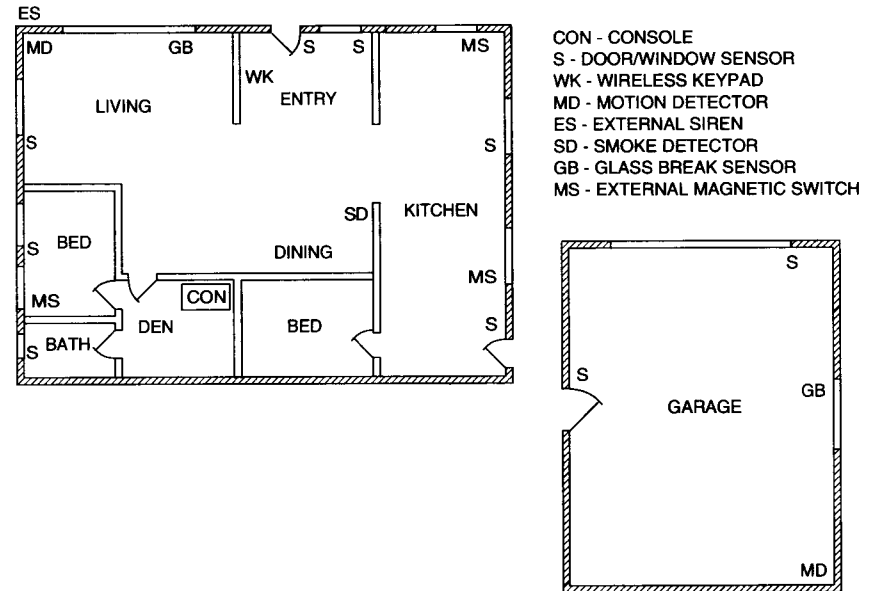 ES
MD GB S S MS
WK
LIVING ENTRY
S S
SD KITCHEN
S BED DINING
MS CON MS
DEN BED S
S BATH
CON - CONSOLE
S - DOOR/WINDOW SENSOR
WK - WIRELESS KEYPAD
MD - MOTION DETECTOR
ES - EXTERNAL SIREN
SD - SMOKE DETECTOR
GB - GLASS BREAK SENSOR
MS - EXTERNAL MAGNETIC SWITCH
S
S
GB
GARAGE
MD